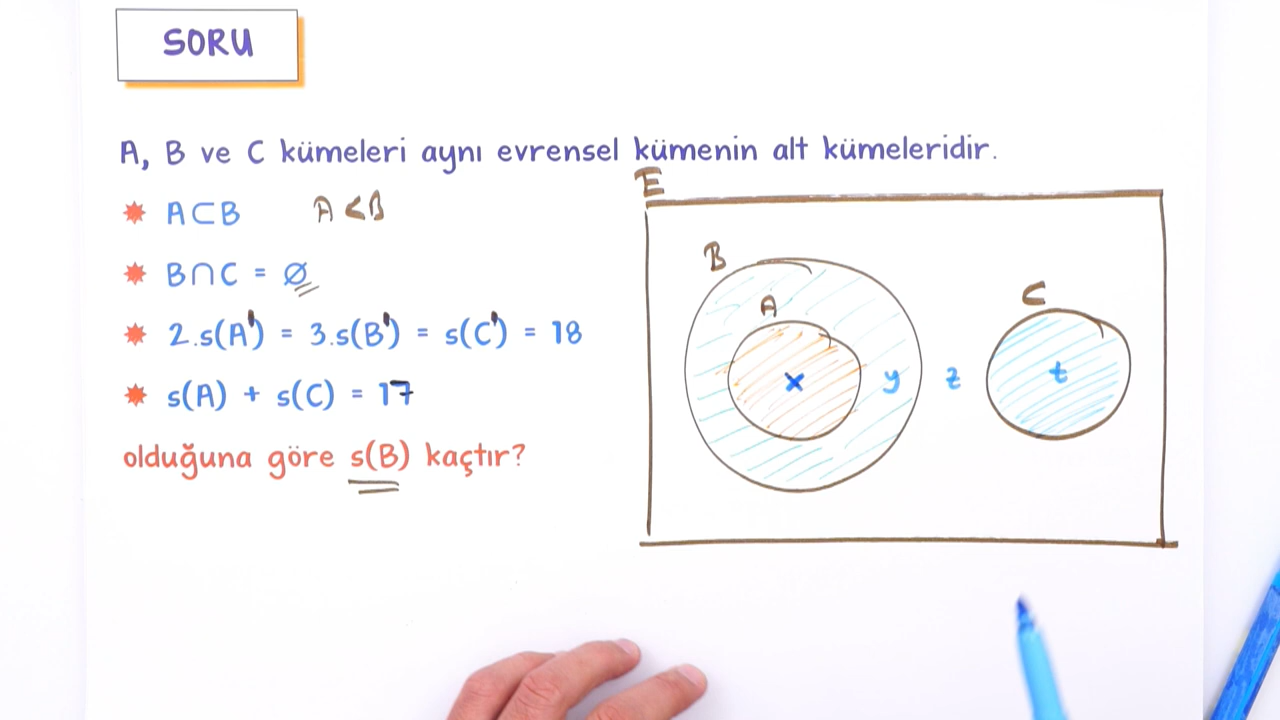 SORU
A, B ve C kümeleri aynı evrensel kümenin alt kümeleridir.
A⊂B A<B
B∩C = ∅
2.s(A') = 3.s(B') = s(C') = 18
s(A) + s(C) = 17
olduğuna göre s(B) kaçtır?
E
B
A
C
x y z t